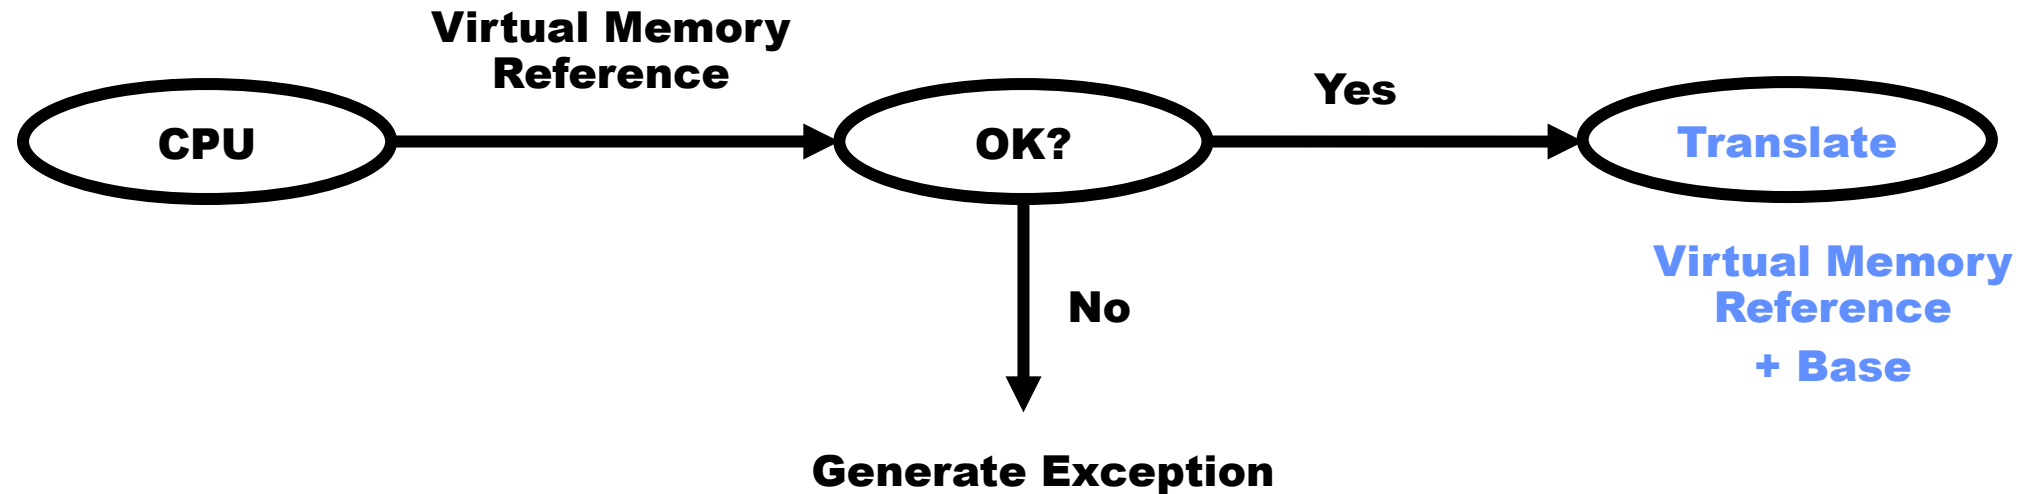 Virtual Memory
Reference
CPU
OK?
Yes
Translate
Virtual Memory
Reference
+ Base
No
Generate Exception